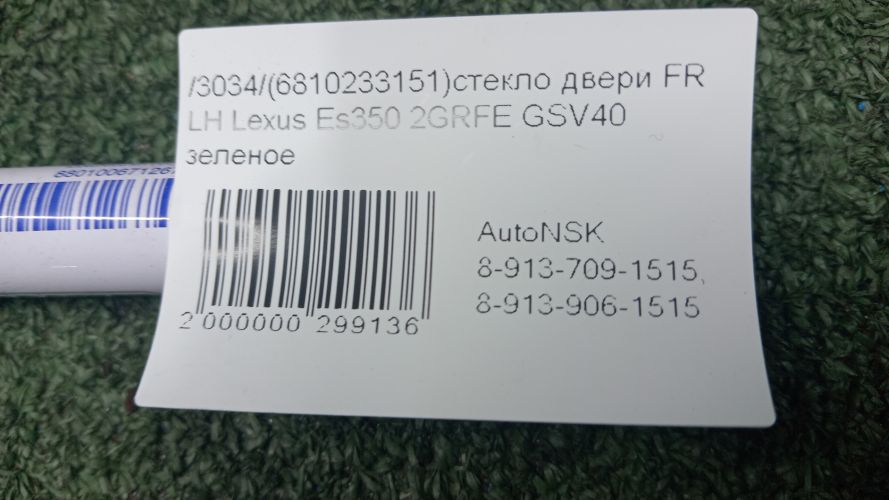 /3034/(6810233151)стекло двери FR
LH Lexus Es350 2GRFE GSV40
зеленое
2 000000 299136
AutoNSK
8-913-709-1515,
8-913-906-1515